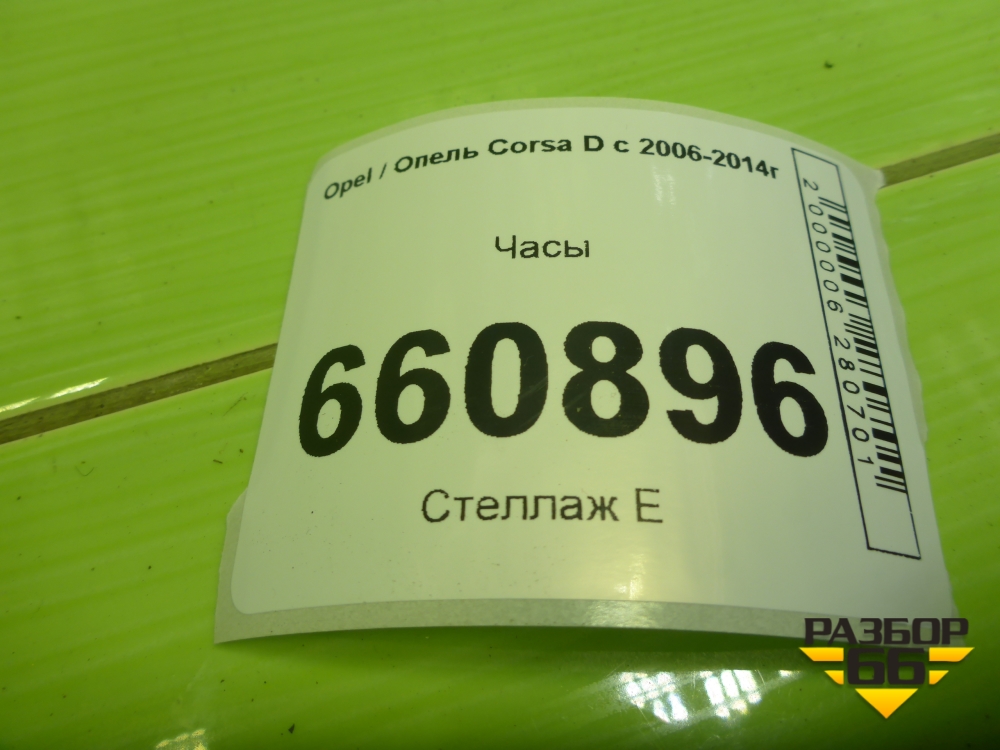 Opel / Опель Corsa D с 2006-2014г
Часы
660896
Стеллаж Е
2000006280701
РАЗБОР
66